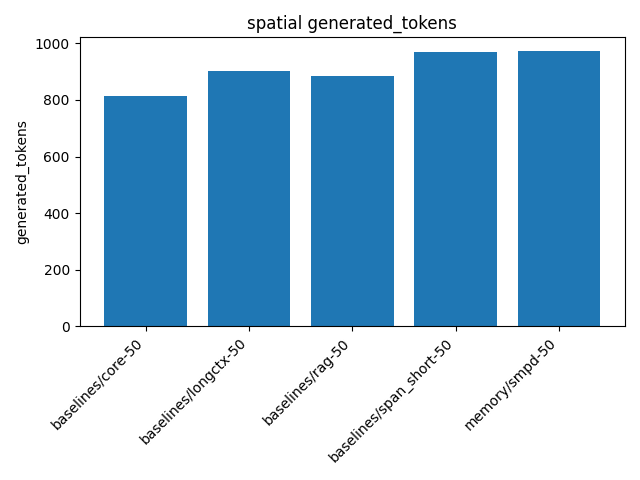 spatial generated_tokens
generated_tokens
1000
800
600
400
200
0
baselines/core-50
baselines/longctx-50
baselines/rag-50
baselines/span_short-50
memory/smpd-50